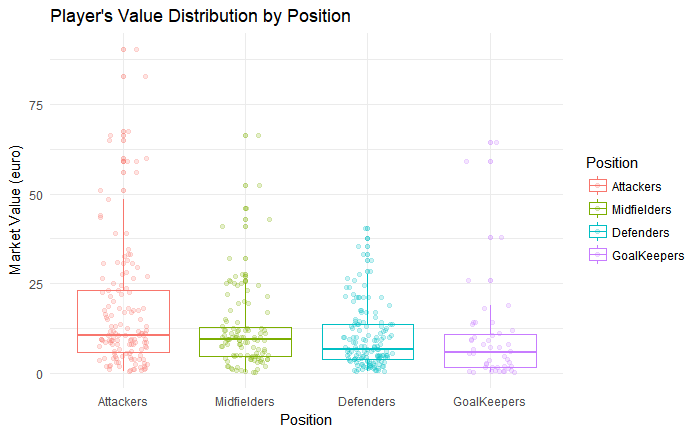 Player's Value Distribution by Position
Market Value (euro)
75
50
25
0
Attackers
Midfielders
Defenders
GoalKeepers
Position
Position
Attackers
Midfielders
Defenders
GoalKeepers